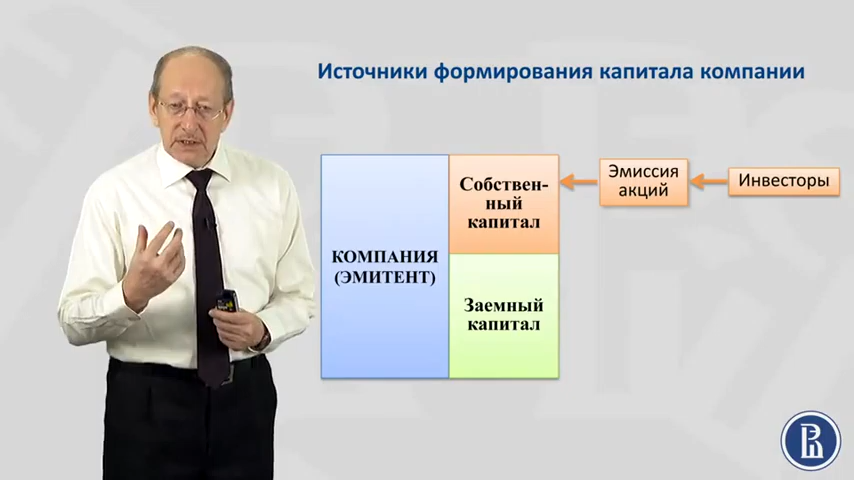 Источники формирования капитала компании
КОМПАНИЯ
(ЭМИТЕНТ)
Собствен-
ный
капитал
Заемный
капитал
Эмиссия
акций
Инвесторы